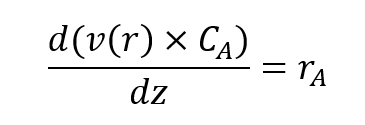 d(v(r) × C_A)
dz
= r_A